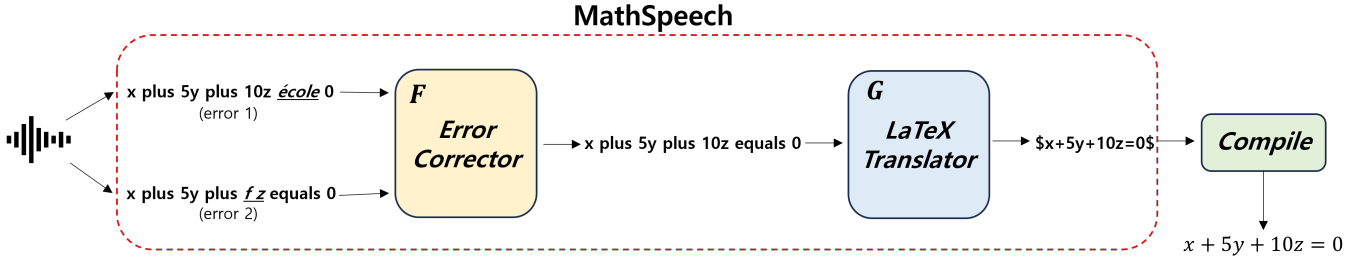 MathSpeech
x plus 5y plus 10z école 0
(error 1)
x plus 5y plus f z equals 0
(error 2)
F
Error
Corrector
x plus 5y plus 10z equals 0
G
LaTeX
Translator
$x+5y+10z=0$
Compile
x + 5y + 10z = 0